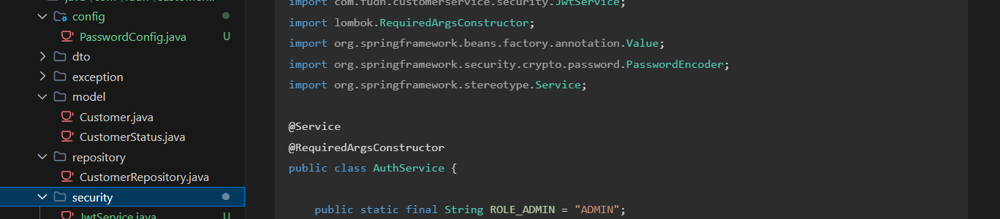 config
PasswordConfig.java U
dto
exception
model
Customer.java
CustomerStatus.java
repository
CustomerRepository.java
security
JwtService.java U
import com.fudn.customerservice.security.JwtService;
import lombok.RequiredArgsConstructor;
import org.springframework.beans.factory.annotation.Value;
import org.springframework.security.crypto.password.PasswordEncoder;
import org.springframework.stereotype.Service;
@Service
@RequiredArgsConstructor
public class AuthService {
public static final String ROLE_ADMIN = "ADMIN";